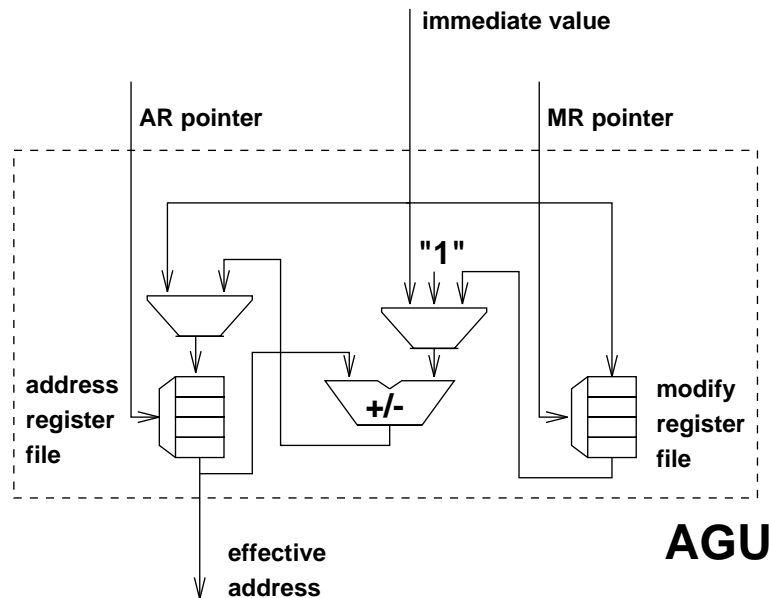 immediate value
AR pointer
MR pointer
"1"
address
register
file
+/-
modify
register
file
AGU
effective
address